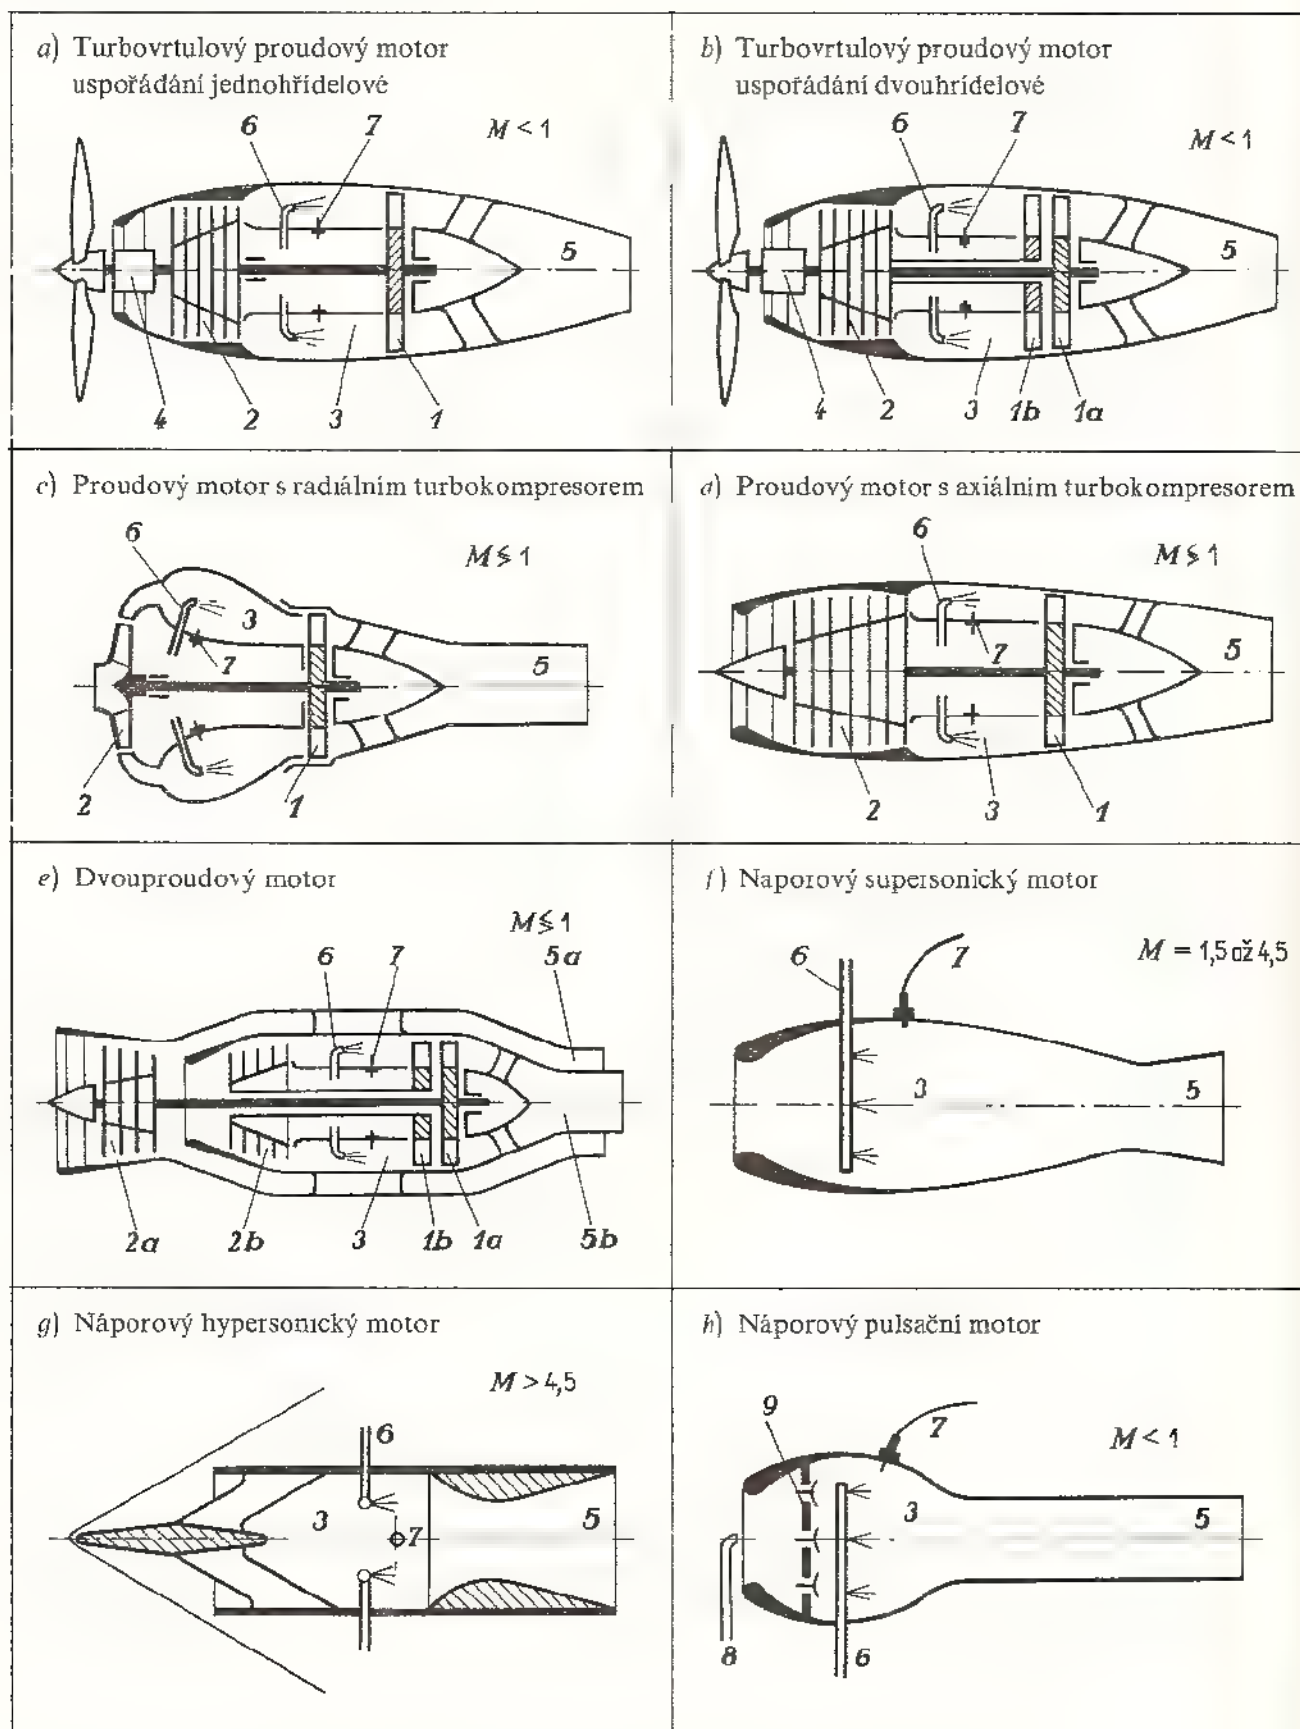 a) Turbovrtulový proudový motor
uspořádání jednohřídelové
6 7 M < 1
5
4 2 3 1
b) Turbovrtulový proudový motor
uspořádání dvouhrídelové
6 7 M < 1
5
4 2 3 1b 1a
c) Proudový motor s radiálním turbokompresorem
6 M ≶ 1
3
7 5
2 1
d) Proudový motor s axiálním turbokompresorem
6 M ≶ 1
7 5
2 3 1
e) Dvouproudový motor
M ≶ 1
6 7 5a
2a 2b 3 1b 1a 5b
f) Naporový supersonický motor
6 7 M = 1,5 až 4,5
3 5
g) Náporový hypersonický motor
M > 4,5
6
3 7 5
h) Náporový pulsační motor
9 7 M < 1
3 5
8 6